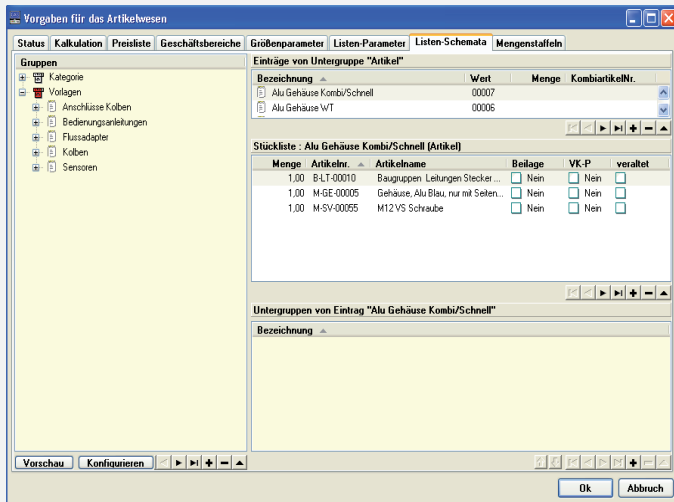 Vorgaben für das Artikelwesen
Status Kalkulation Preisliste Geschäftsbereiche Größenparameter Listen-Parameter Listen-Schemata Mengenstaffeln
Gruppen
Kategorie
Vorlagen
Anschlüsse Kolben
Bedienungsanleitungen
Flussadapter
Kolben
Sensoren
Einträge von Untergruppe "Artikel"
Bezeichnung Wert Menge KombiartikelNr.
Alu Gehäuse Kombi/Schnell 00007
Alu Gehäuse WT 00006
Stückliste : Alu Gehäuse Kombi/Schnell (Artikel)
Menge Artikelnr. Artikelname Beilage VK-P veraltet
1,00 B-LT-00010 Baugruppen Leitungen Stecker ... Nein Nein
1,00 M-GE-00005 Gehäuse, Alu Blau, nur mit Seiten... Nein Nein
1,00 M-SV-00055 M12 VS Schraube Nein Nein
Untergruppen von Eintrag "Alu Gehäuse Kombi/Schnell"
Bezeichnung
Vorschau Konfigurieren
Ok Abbruch